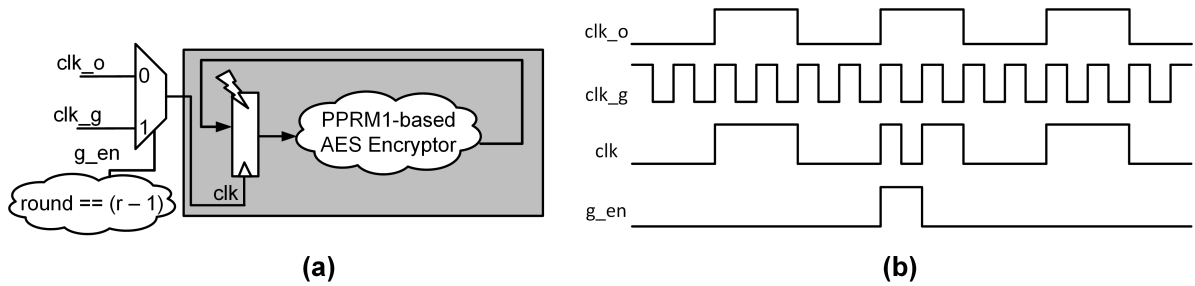 clk_o
0
clk_g
1
g_en
round == (r – 1)
PPRM1-based
AES Encryptor
clk
(a)
clk_o
clk_g
clk
g_en
(b)